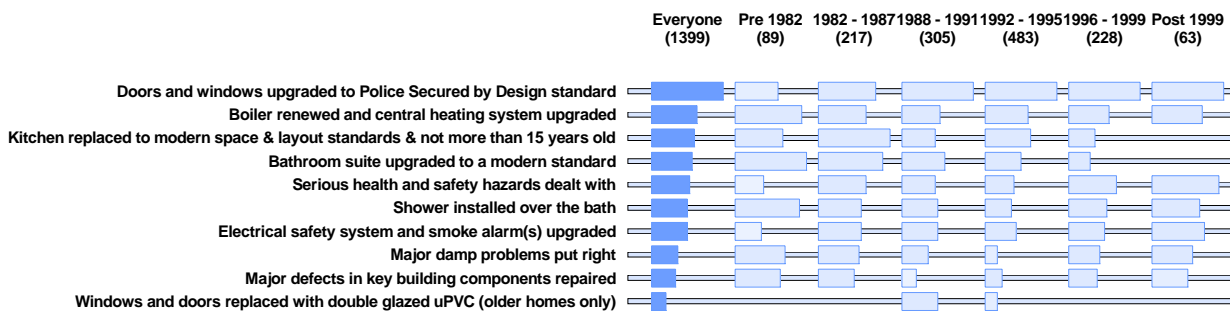 Everyone Pre 1982 1982 - 1987 1988 - 1991 1992 - 1995 1996 - 1999 Post 1999
(1399) (89) (217) (305) (483) (228) (63)
Doors and windows upgraded to Police Secured by Design standard
Boiler renewed and central heating system upgraded
Kitchen replaced to modern space & layout standards & not more than 15 years old
Bathroom suite upgraded to a modern standard
Serious health and safety hazards dealt with
Shower installed over the bath
Electrical safety system and smoke alarm(s) upgraded
Major damp problems put right
Major defects in key building components repaired
Windows and doors replaced with double glazed uPVC (older homes only)